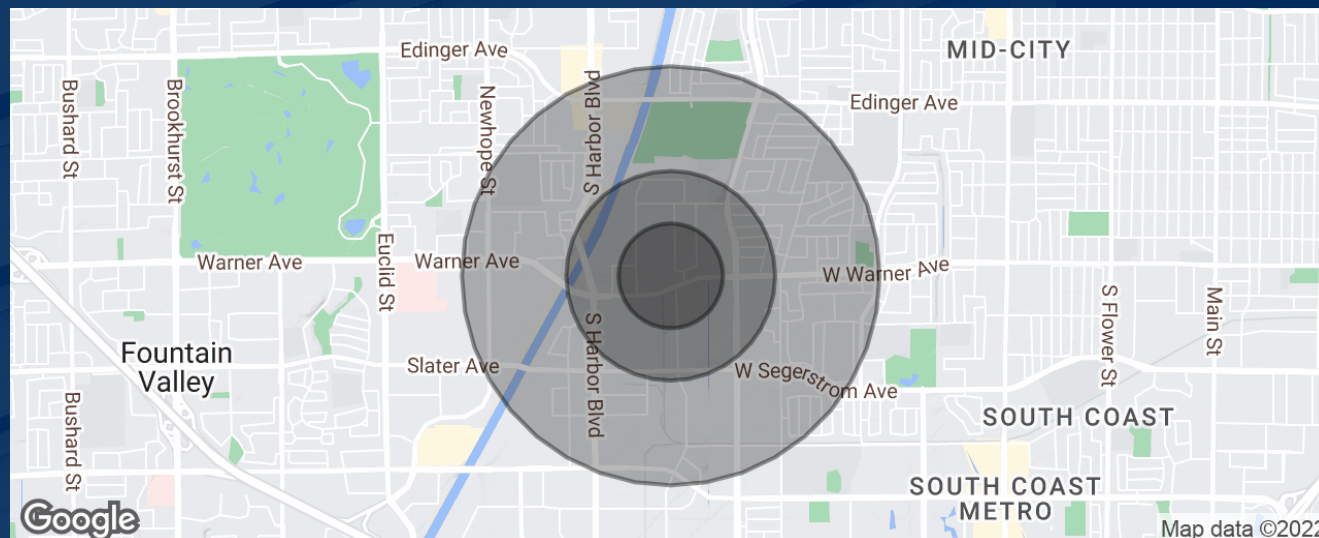 Edinger Ave
MID-CITY
Bushard St
Brookhurst St
Newhope St
S Harbor Blvd
Edinger Ave
Warner Ave
Euclid St
Warner Ave
W Warner Ave
S Flower St
Main St
Fountain
Valley
Slater Ave
S Harbor Blvd
W Segerstrom Ave
Bushard St
SOUTH COAST
SOUTH COAST
METRO
Google
Map data ©2022